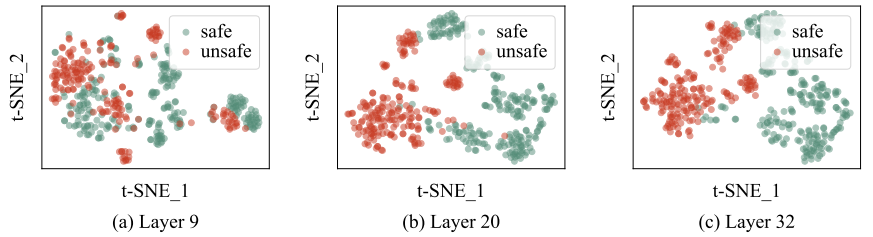 t-SNE_2
safe
unsafe
t-SNE_1
(a) Layer 9
t-SNE_2
safe
unsafe
t-SNE_1
(b) Layer 20
t-SNE_2
safe
unsafe
t-SNE_1
(c) Layer 32